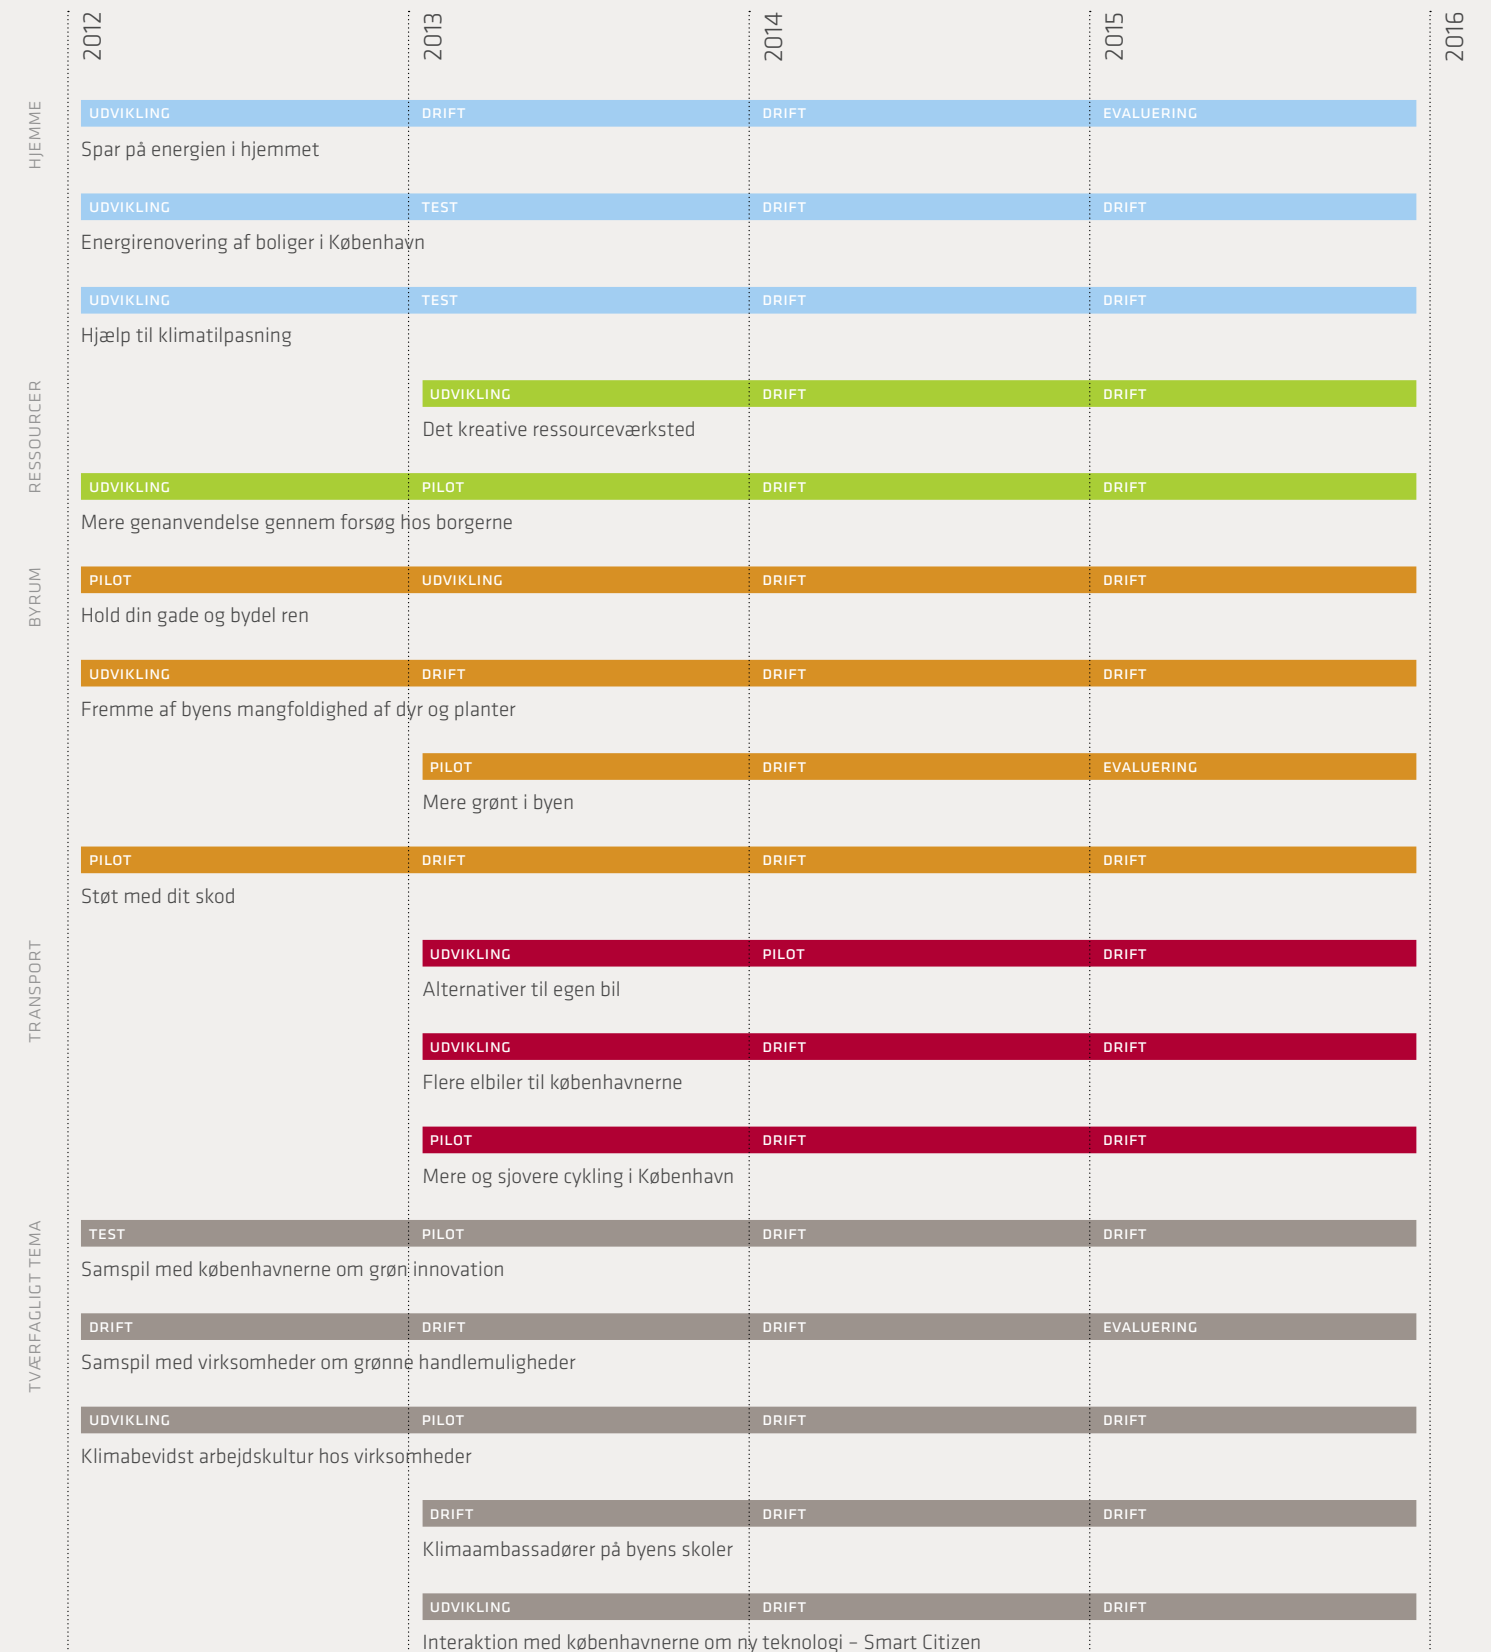 2012 2013 2014 2015 2016
HJEMME
UDVIKLING DRIFT DRIFT EVALUERING
Spar på energien i hjemmet
UDVIKLING TEST DRIFT DRIFT
Energirenovering af boliger i København
UDVIKLING TEST DRIFT DRIFT
Hjælp til klimatilpasning
RESSOURCER
UDVIKLING DRIFT DRIFT
Det kreative ressourceværksted
UDVIKLING PILOT DRIFT DRIFT
Mere genanvendelse gennem forsøg hos borgerne
BYRUM
PILOT UDVIKLING DRIFT DRIFT
Hold din gade og bydel ren
UDVIKLING DRIFT DRIFT DRIFT
Fremme af byens mangfoldighed af dyr og planter
PILOT DRIFT EVALUERING
Mere grønt i byen
PILOT DRIFT DRIFT DRIFT
Støt med dit skod
TRANSPORT
UDVIKLING PILOT DRIFT
Alternativer til egen bil
UDVIKLING DRIFT DRIFT
Flere elbiler til københavnerne
PILOT DRIFT DRIFT
Mere og sjovere cykling i København
TVÆRFAGLIGT TEMA
TEST PILOT DRIFT DRIFT
Samspil med københavnerne om grøn innovation
DRIFT DRIFT DRIFT EVALUERING
Samspil med virksomheder om grønne handlemuligheder
UDVIKLING PILOT DRIFT DRIFT
Klimabevidst arbejdskultur hos virksomheder
DRIFT DRIFT DRIFT
Klimaambassadører på byens skoler
UDVIKLING DRIFT DRIFT
Interaktion med københavnerne om ny teknologi – Smart Citizen